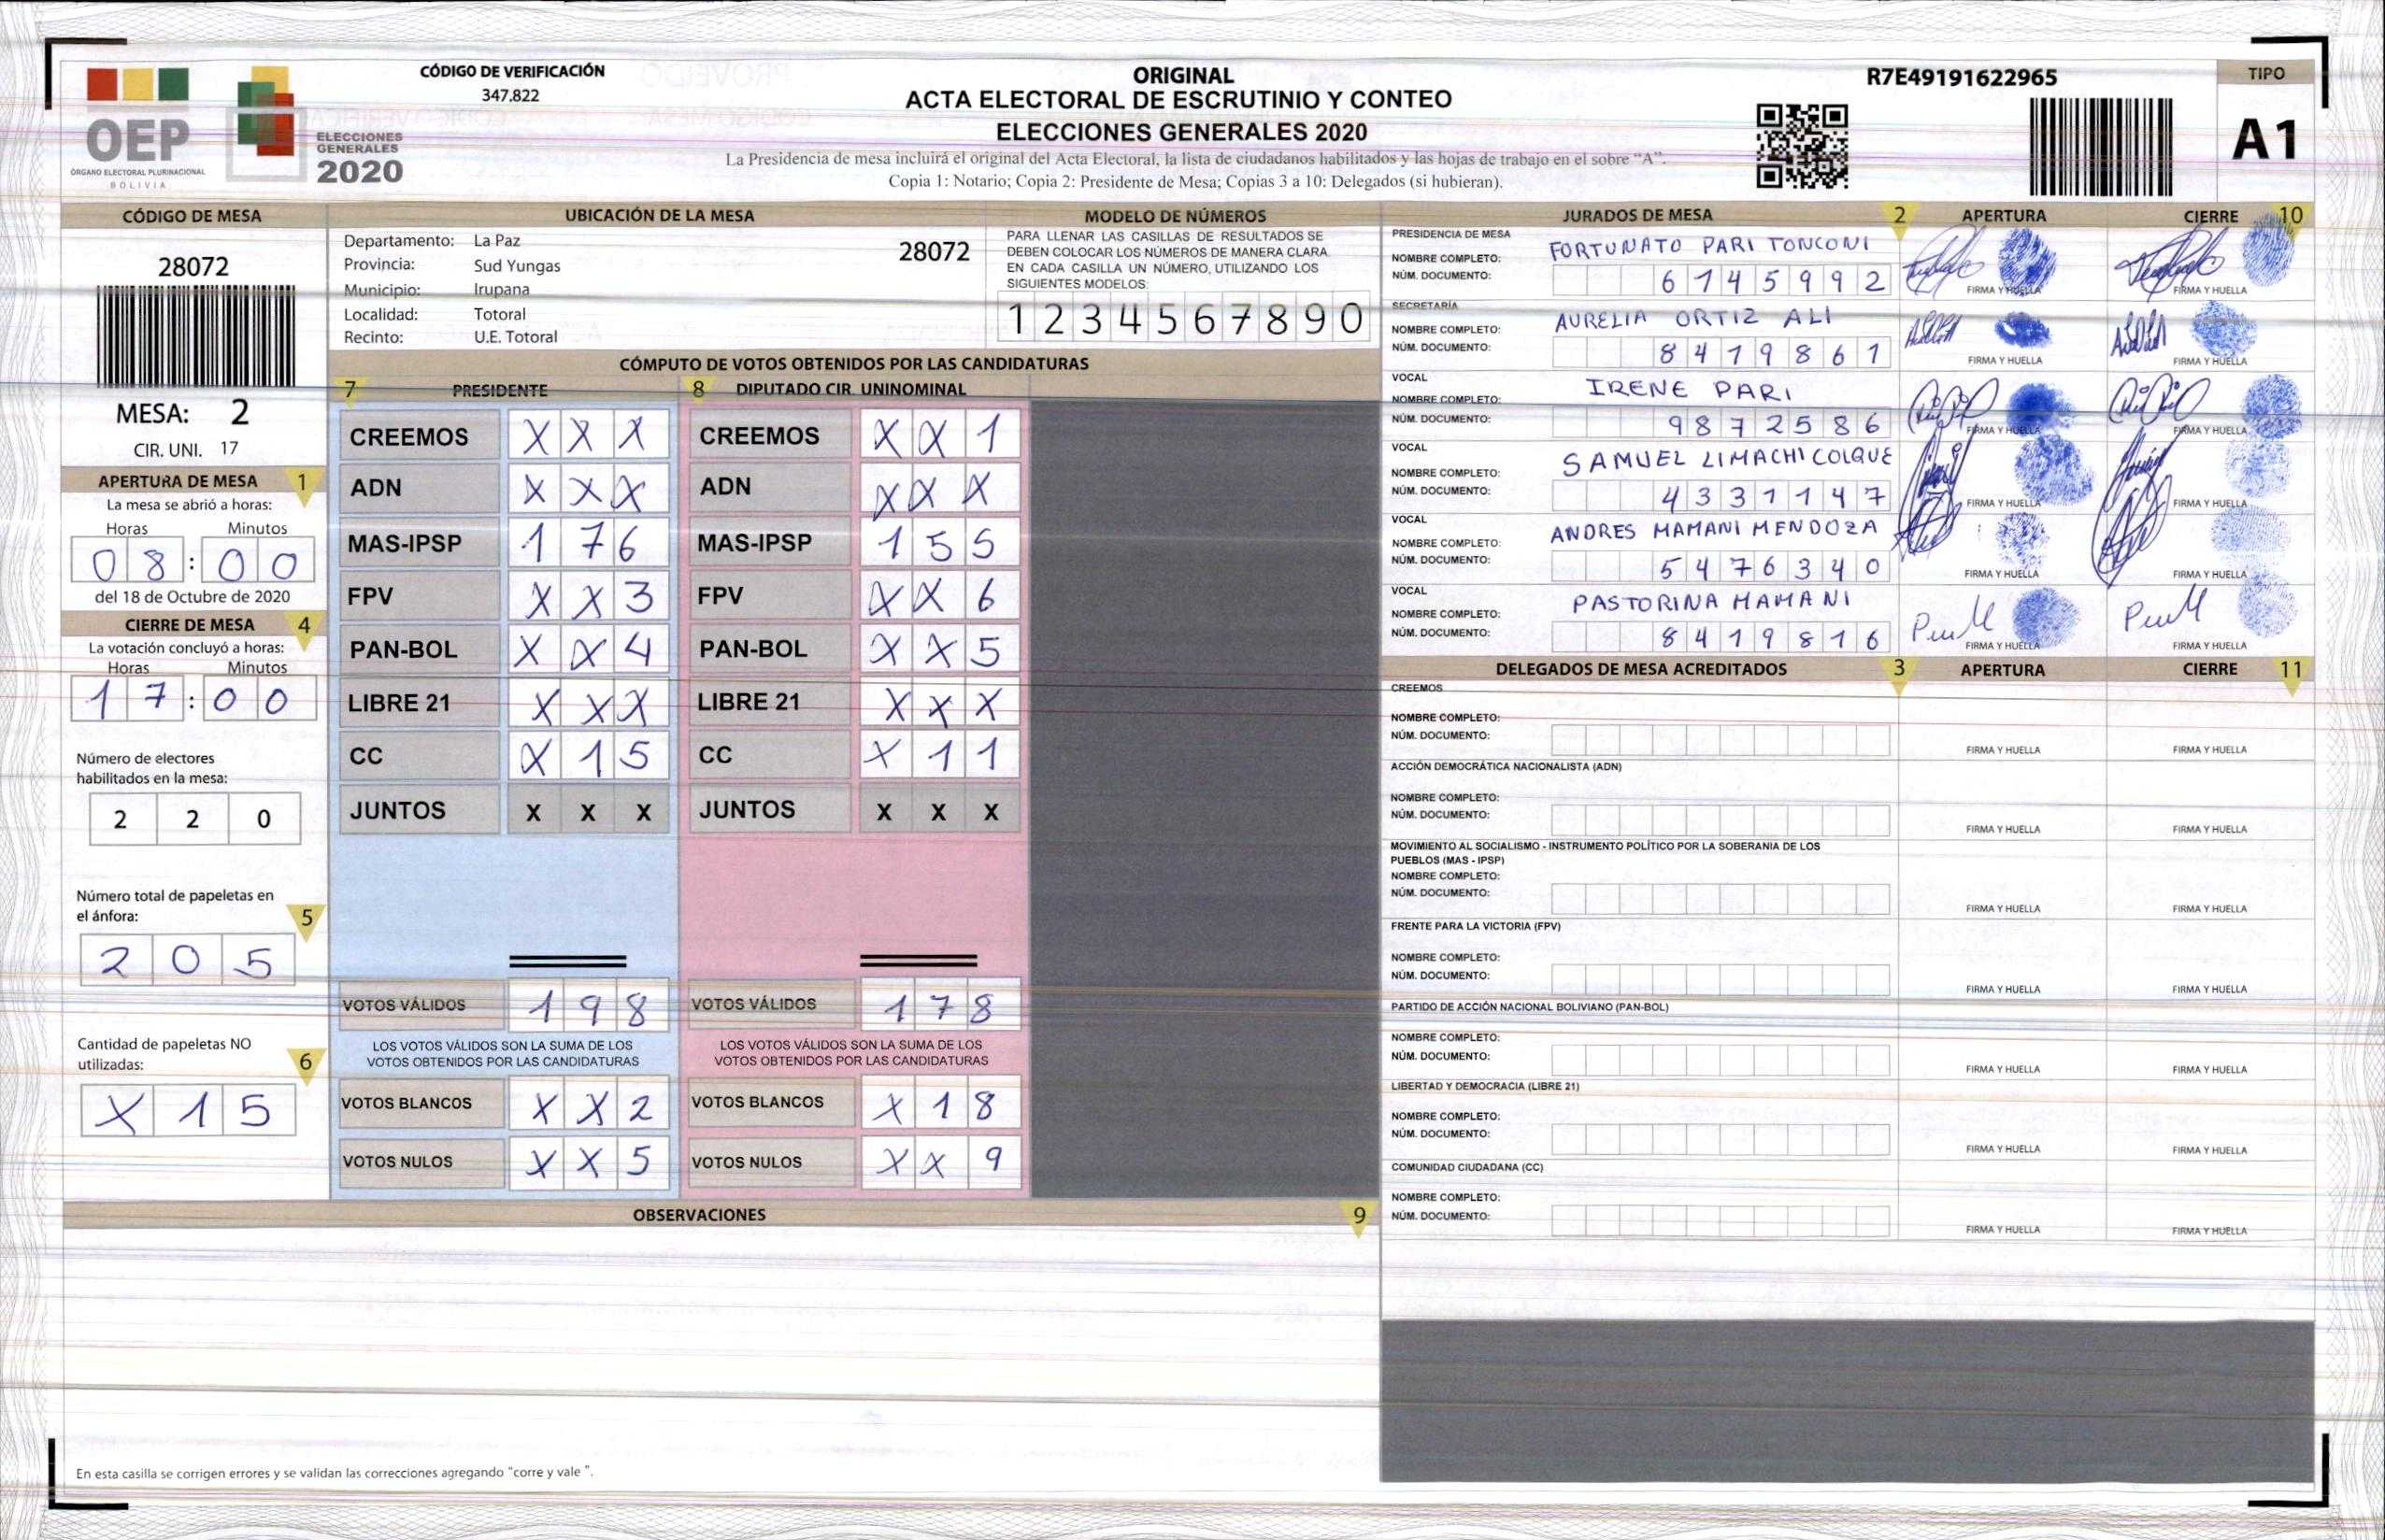 CÓDIGO DE VERIFICACIÓN
347.822
OEP
ÓRGANO ELECTORAL PLURINACIONAL
BOLIVIA
ELECCIONES
GENERALES
2020
ORIGINAL
ACTA ELECTORAL DE ESCRUTINIO Y CONTEO
ELECCIONES GENERALES 2020
La Presidencia de mesa incluirá el original del Acta Electoral, la lista de ciudadanos habilitados y las hojas de trabajo en el sobre “A”.
Copia 1: Notario; Copia 2: Presidente de Mesa; Copias 3 a 10: Delegados (si hubieran).
R7E49191622965
TIPO
A1
CÓDIGO DE MESA
28072
MESA: 2
CIR. UNI. 17
APERTURA DE MESA 1
La mesa se abrió a horas:
Horas Minutos
08:00
del 18 de Octubre de 2020
CIERRE DE MESA 4
La votación concluyó a horas:
Horas Minutos
17:00
Número de electores
habilitados en la mesa:
2 2 0
Número total de papeletas en
el ánfora: 5
2 0 5
Cantidad de papeletas NO
utilizadas: 6
X 1 5
UBICACIÓN DE LA MESA
Departamento: La Paz 28072
Provincia: Sud Yungas
Municipio: Irupana
Localidad: Totoral
Recinto: U.E. Totoral
MODELO DE NÚMEROS
PARA LLENAR LAS CASILLAS DE RESULTADOS SE
DEBEN COLOCAR LOS NÚMEROS DE MANERA CLARA.
EN CADA CASILLA UN NÚMERO, UTILIZANDO LOS
SIGUIENTES MODELOS:
1 2 3 4 5 6 7 8 9 0
CÓMPUTO DE VOTOS OBTENIDOS POR LAS CANDIDATURAS
7 PRESIDENTE
CREEMOS X X X
ADN X X X
MAS-IPSP 1 7 6
FPV X X 3
PAN-BOL X X 4
LIBRE 21 X X X
CC X 1 5
JUNTOS X X X
VOTOS VÁLIDOS 1 9 8
LOS VOTOS VÁLIDOS SON LA SUMA DE LOS
VOTOS OBTENIDOS POR LAS CANDIDATURAS
VOTOS BLANCOS X X 2
VOTOS NULOS X X 5
8 DIPUTADO CIR. UNINOMINAL
CREEMOS X X 1
ADN X X X
MAS-IPSP 1 5 5
FPV X X 6
PAN-BOL X X 5
LIBRE 21 X X X
CC X 1 1
JUNTOS X X X
VOTOS VÁLIDOS 1 7 8
LOS VOTOS VÁLIDOS SON LA SUMA DE LOS
VOTOS OBTENIDOS POR LAS CANDIDATURAS
VOTOS BLANCOS X 1 8
VOTOS NULOS X X 9
OBSERVACIONES 9
En esta casilla se corrigen errores y se validan las correcciones agregando “corre y vale ”.
JURADOS DE MESA 2 APERTURA CIERRE 10
PRESIDENCIA DE MESA
NOMBRE COMPLETO: FORTUNATO PARI TONCONI
NÚM. DOCUMENTO: 6145992
FIRMA Y HUELLA FIRMA Y HUELLA
SECRETARÍA
NOMBRE COMPLETO: AURELIA ORTIZ ALI
NÚM. DOCUMENTO: 8419861
FIRMA Y HUELLA FIRMA Y HUELLA
VOCAL
NOMBRE COMPLETO: IRENE PARI
NÚM. DOCUMENTO: 9872586
FIRMA Y HUELLA FIRMA Y HUELLA
VOCAL
NOMBRE COMPLETO: SAMUEL LIMACHI COLQUE
NÚM. DOCUMENTO: 4331147
FIRMA Y HUELLA FIRMA Y HUELLA
VOCAL
NOMBRE COMPLETO: ANDRES MAMANI MENDOZA
NÚM. DOCUMENTO: 5476340
FIRMA Y HUELLA FIRMA Y HUELLA
VOCAL
NOMBRE COMPLETO: PASTORINA MAMANI
NÚM. DOCUMENTO: 8419816
FIRMA Y HUELLA FIRMA Y HUELLA
DELEGADOS DE MESA ACREDITADOS 3 APERTURA CIERRE 11
CREEMOS
NOMBRE COMPLETO:
NÚM. DOCUMENTO:
FIRMA Y HUELLA FIRMA Y HUELLA
ACCIÓN DEMOCRÁTICA NACIONALISTA (ADN)
NOMBRE COMPLETO:
NÚM. DOCUMENTO:
FIRMA Y HUELLA FIRMA Y HUELLA
MOVIMIENTO AL SOCIALISMO - INSTRUMENTO POLÍTICO POR LA SOBERANIA DE LOS
PUEBLOS (MAS - IPSP)
NOMBRE COMPLETO:
NÚM. DOCUMENTO:
FIRMA Y HUELLA FIRMA Y HUELLA
FRENTE PARA LA VICTORIA (FPV)
NOMBRE COMPLETO:
NÚM. DOCUMENTO:
FIRMA Y HUELLA FIRMA Y HUELLA
PARTIDO DE ACCIÓN NACIONAL BOLIVIANO (PAN-BOL)
NOMBRE COMPLETO:
NÚM. DOCUMENTO:
FIRMA Y HUELLA FIRMA Y HUELLA
LIBERTAD Y DEMOCRACIA (LIBRE 21)
NOMBRE COMPLETO:
NÚM. DOCUMENTO:
FIRMA Y HUELLA FIRMA Y HUELLA
COMUNIDAD CIUDADANA (CC)
NOMBRE COMPLETO:
NÚM. DOCUMENTO:
FIRMA Y HUELLA FIRMA Y HUELLA